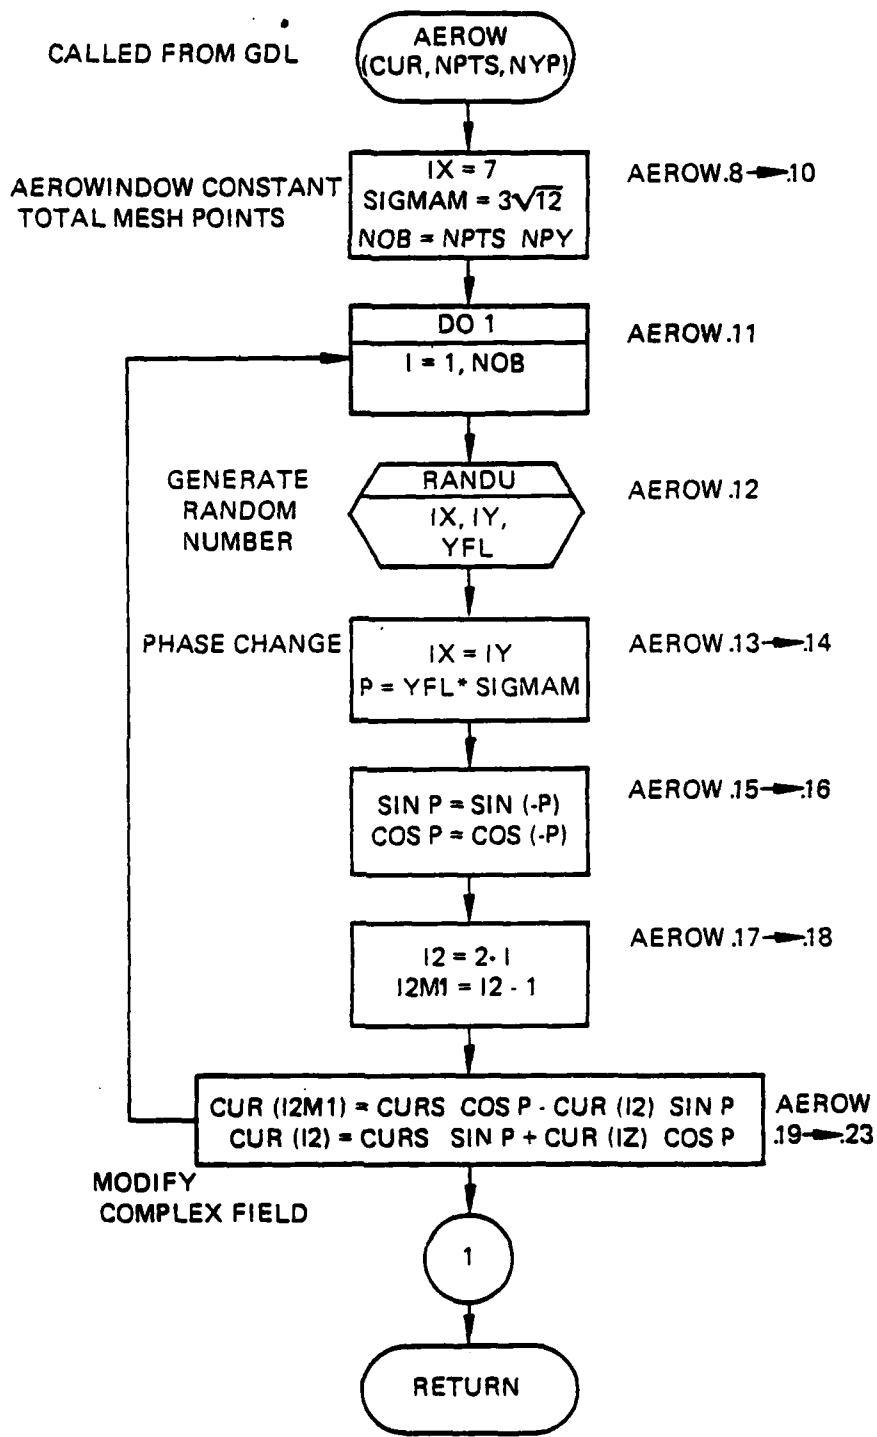 CALLED FROM GDL
AEROW
(CUR, NPTS, NYP)
AEROWINDOW CONSTANT
TOTAL MESH POINTS
IX = 7
SIGMAM = 3√12
NOB = NPTS NPY
AEROW.8→.10
DO 1
I = 1, NOB
AEROW.11
GENERATE
RANDOM
NUMBER
RANDU
IX, IY,
YFL
AEROW.12
PHASE CHANGE
IX = IY
P = YFL* SIGMAM
AEROW.13→.14
SIN P = SIN (-P)
COS P = COS (-P)
AEROW.15→.16
I2 = 2·I
I2M1 = I2 - 1
AEROW.17→.18
CUR (I2M1) = CURS COS P - CUR (I2) SIN P
CUR (I2) = CURS SIN P + CUR (IZ) COS P
AEROW
.19→.23
MODIFY
COMPLEX FIELD
1
RETURN